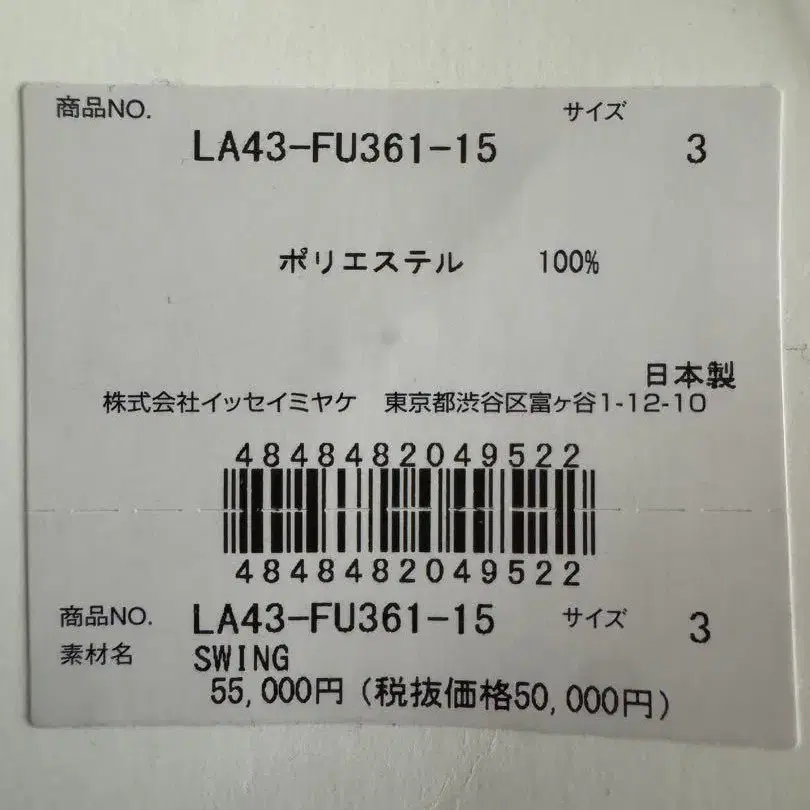 商品NO. サイズ
LA43-FU361-15 3
ポリエステル 100%
日本製
株式会社イッセイミヤケ 東京都渋谷区富ヶ谷1-12-10
4848482049522
4848482049522
商品NO. LA43-FU361-15 サイズ 3
素材名 SWING
55,000円(税抜価格50,000円)